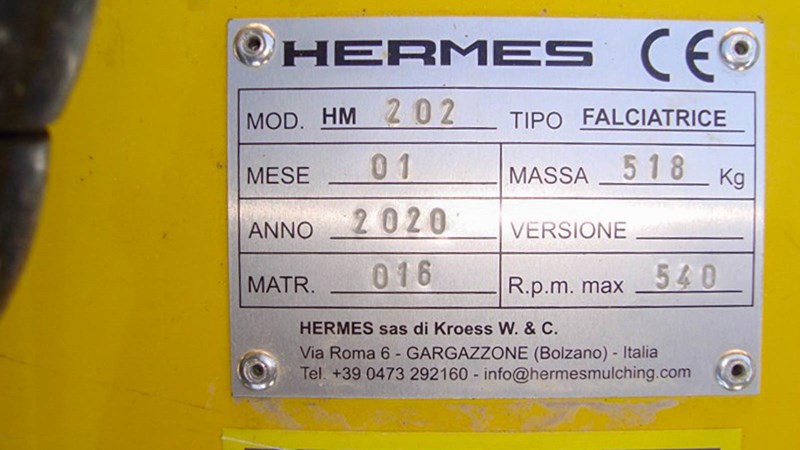 HERMES CE
MOD. HM 202 TIPO FALCIATRICE
MESE 01 MASSA 518 Kg
ANNO 2020 VERSIONE
MATR. 016 R.p.m. max 540
HERMES sas di Kroess W. & C.
Via Roma 6 - GARGAZZONE (Bolzano) - Italia
Tel. +39 0473 292160 - info@hermesmulching.com